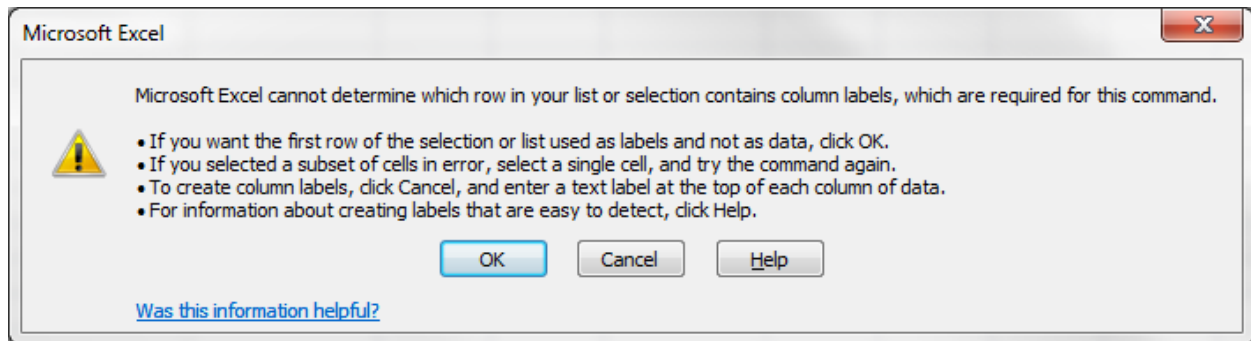 Microsoft Excel
Microsoft Excel cannot determine which row in your list or selection contains column labels, which are required for this command.
• If you want the first row of the selection or list used as labels and not as data, click OK.
• If you selected a subset of cells in error, select a single cell, and try the command again.
• To create column labels, click Cancel, and enter a text label at the top of each column of data.
• For information about creating labels that are easy to detect, click Help.
OK Cancel Help
Was this information helpful?